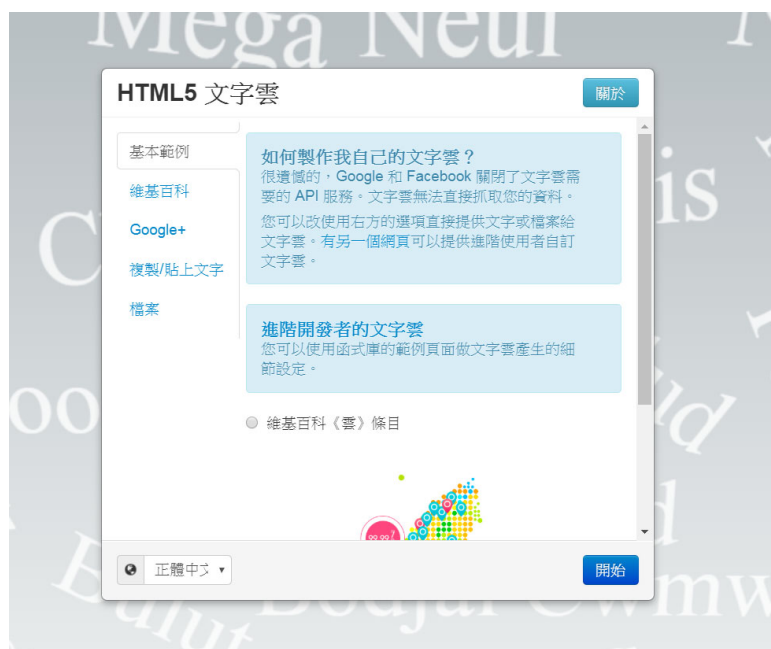 Mega Neul
HTML5 文字雲
關於
基本範例
維基百科
Google+
複製/貼上文字
檔案
如何製作我自己的文字雲？
很遺憾的，Google 和 Facebook 關閉了文字雲需
要的 API 服務。文字雲無法直接抓取您的資料。
您可以改使用右方的選項直接提供文字或檔案給
文字雲。有另一個網頁可以提供進階使用者自訂
文字雲。
進階開發者的文字雲
您可以使用函式庫的範例頁面做文字雲產生的細
節設定。
維基百科《雲》條目
正體中文
開始